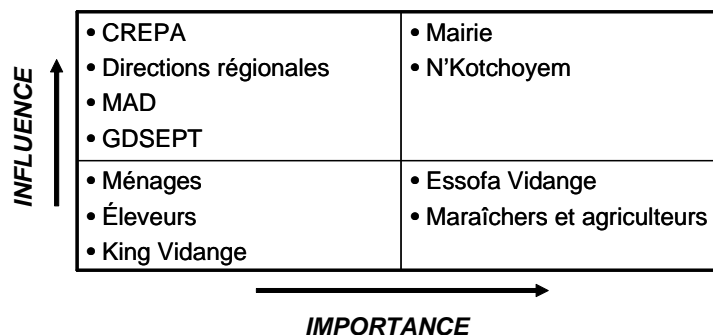 INFLUENCE
• CREPA
• Directions régionales
• MAD
• GDSEPT
• Mairie
• N'Kotchoyem
• Ménages
• Éleveurs
• King Vidange
• Essofa Vidange
• Maraîchers et agriculteurs
IMPORTANCE